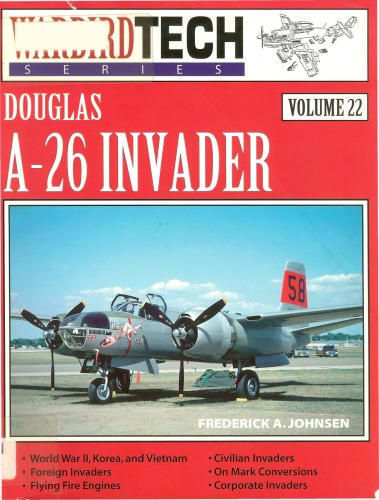 WARBIRDTECH
SERIES
DOUGLAS
VOLUME 22
A-26 INVADER
58
FREDERICK A. JOHNSEN
• World War II, Korea, and Vietnam
• Foreign Invaders
• Flying Fire Engines
• Civilian Invaders
• On Mark Conversions
• Corporate Invaders